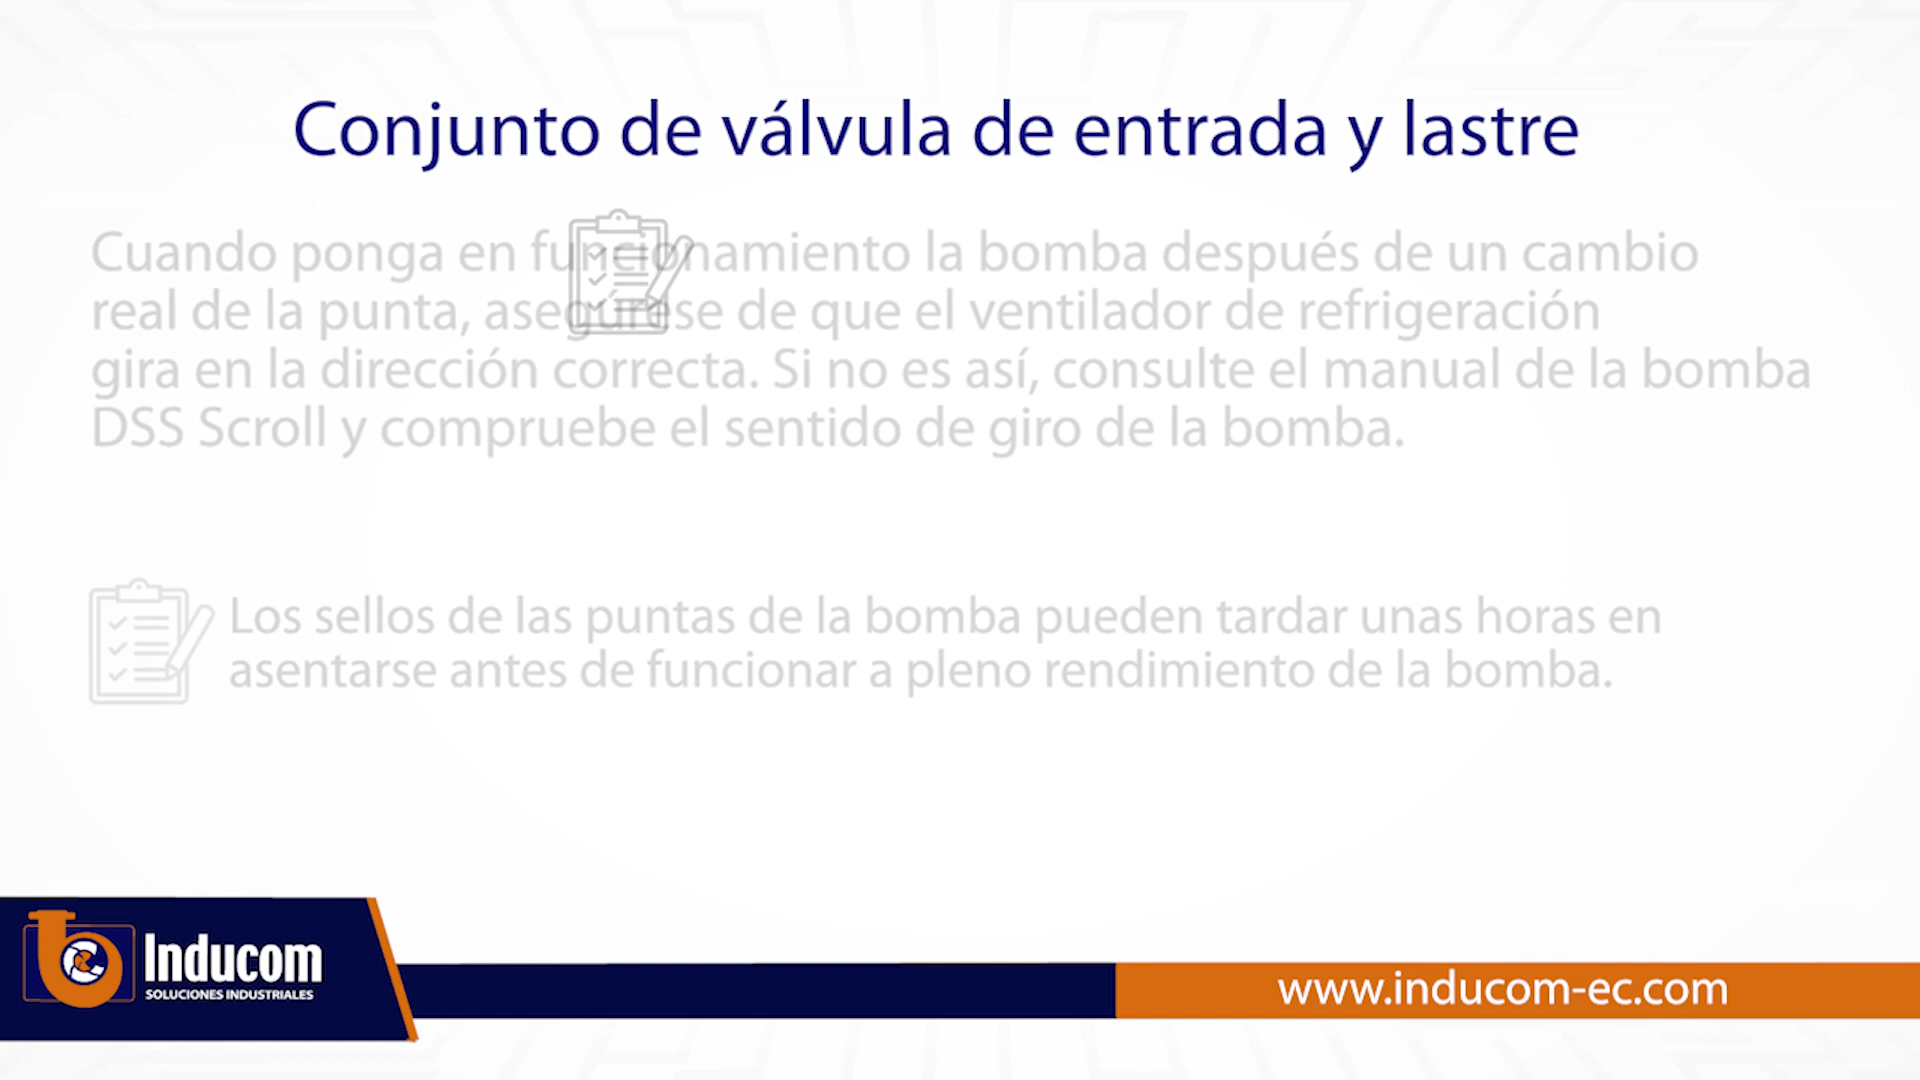 Conjunto de válvula de entrada y lastre
Cuando ponga en funcionamiento la bomba después de un cambio
real de la punta, asegúrese de que el ventilador de refrigeración
gira en la dirección correcta. Si no es así, consulte el manual de la bomba
DSS Scroll y compruebe el sentido de giro de la bomba.
Los sellos de las puntas de la bomba pueden tardar unas horas en
asentarse antes de funcionar a pleno rendimiento de la bomba.
Inducom
SOLUCIONES INDUSTRIALES
www.inducom-ec.com